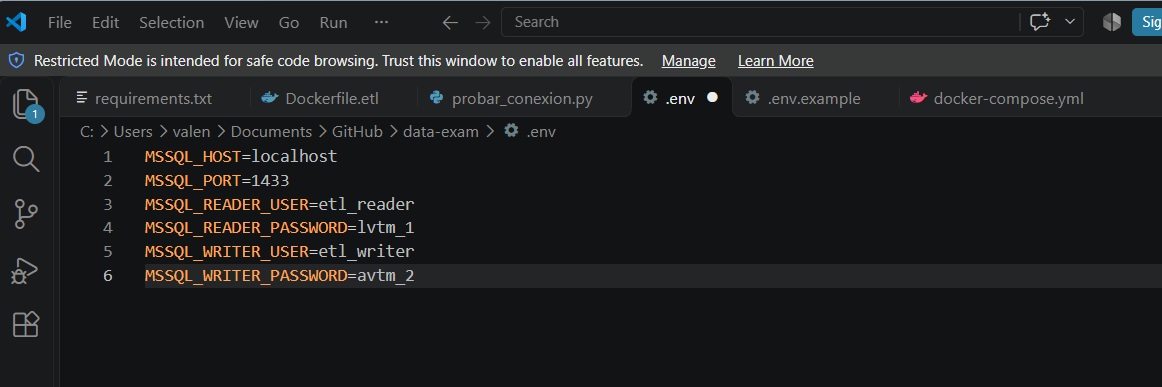 File Edit Selection View Go Run ··· Search Sig
Restricted Mode is intended for safe code browsing. Trust this window to enable all features. Manage Learn More
requirements.txt Dockerfile.etl probar_conexion.py .env .env.example docker-compose.yml
C: > Users > valen > Documents > GitHub > data-exam > .env
1
1 MSSQL_HOST=localhost
2 MSSQL_PORT=1433
3 MSSQL_READER_USER=etl_reader
4 MSSQL_READER_PASSWORD=lvtm_1
5 MSSQL_WRITER_USER=etl_writer
6 MSSQL_WRITER_PASSWORD=avtm_2